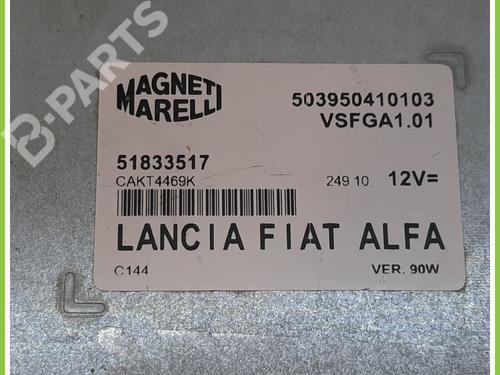 B-PARTS
MAGNETI
MARELLI
503950410103
VSFGA1.01
51833517
CAKT4469K
249 10 12V=
LANCIA FIAT ALFA
C144 VER. 90W